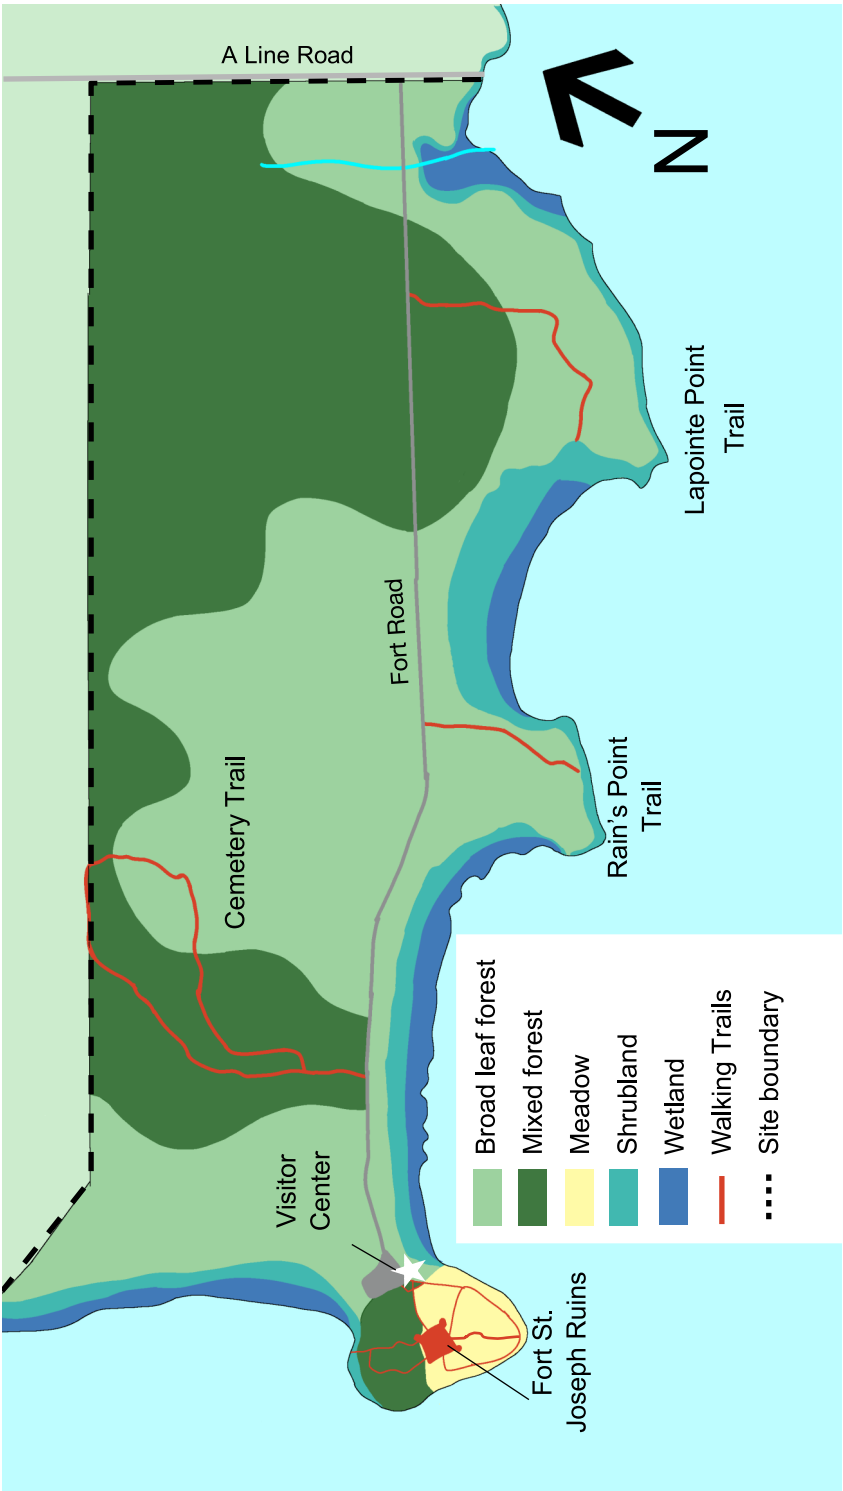 A Line Road
N
Lapointe Point
Trail
Fort Road
Rain's Point
Trail
Cemetery Trail
Visitor
Center
Fort St.
Joseph Ruins
Broad leaf forest
Mixed forest
Meadow
Shrubland
Wetland
Walking Trails
Site boundary